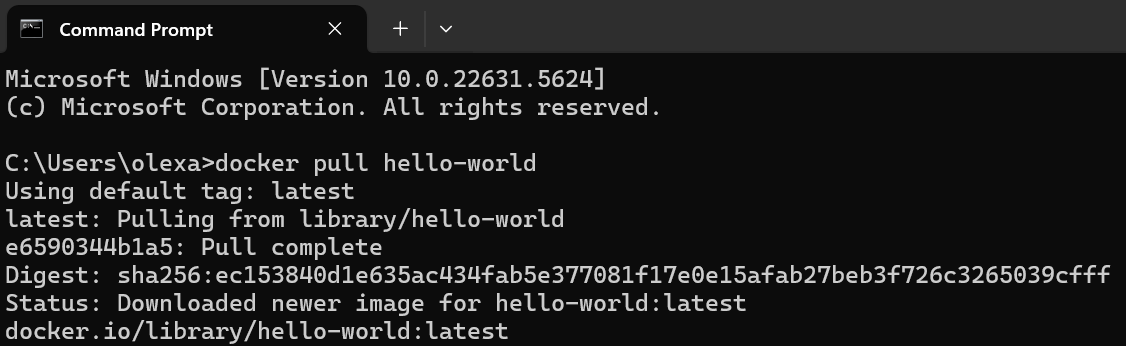 Command Prompt
Microsoft Windows [Version 10.0.22631.5624]
(c) Microsoft Corporation. All rights reserved.
C:\Users\olexa>docker pull hello-world
Using default tag: latest
latest: Pulling from library/hello-world
e6590344b1a5: Pull complete
Digest: sha256:ec153840d1e635ac434fab5e377081f17e0e15afab27beb3f726c3265039cfff
Status: Downloaded newer image for hello-world:latest
docker.io/library/hello-world:latest